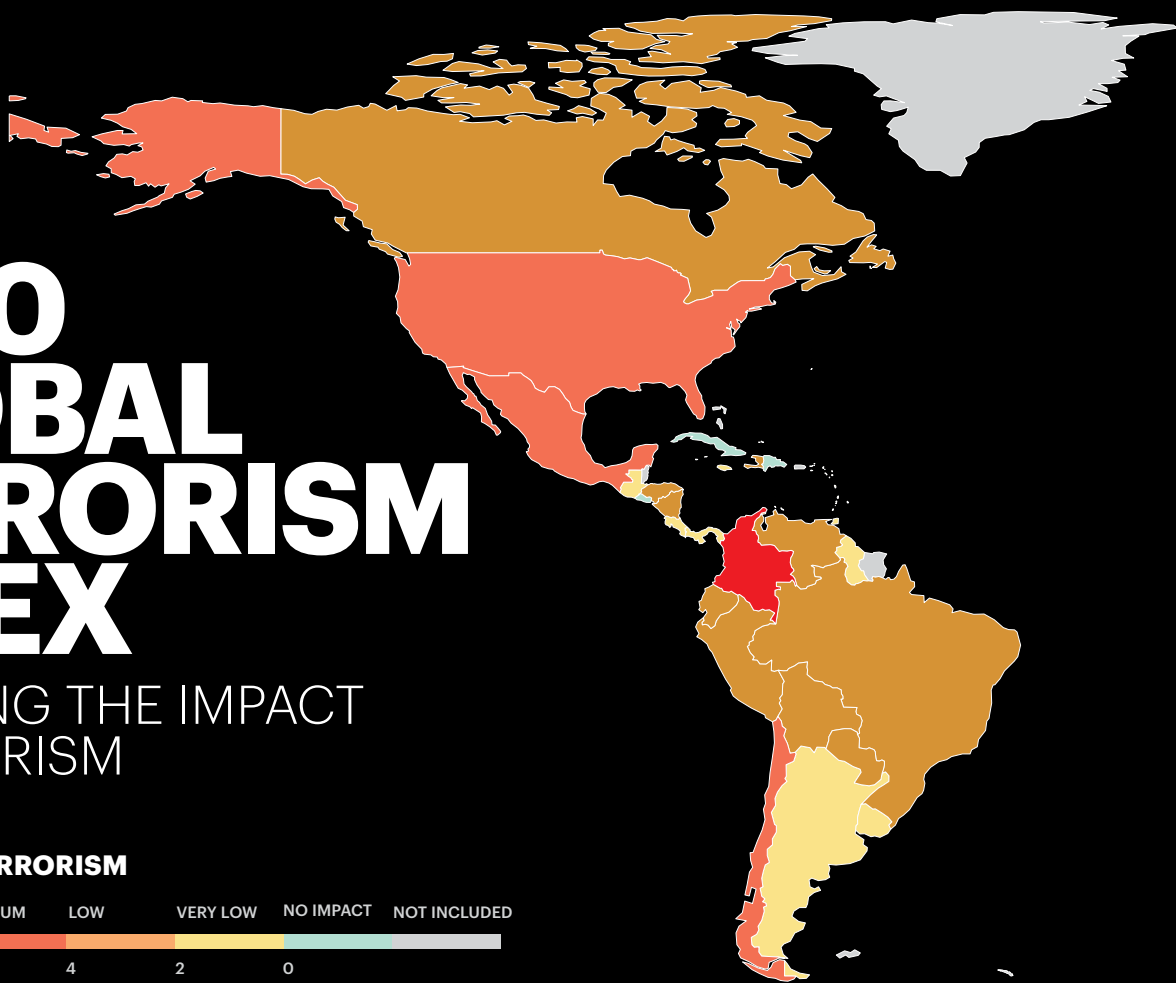 O
OBAL
RRORISM
EX
NG THE IMPACT
RISM
RRORISM
UM LOW VERY LOW NO IMPACT NOT INCLUDED
4 2 0